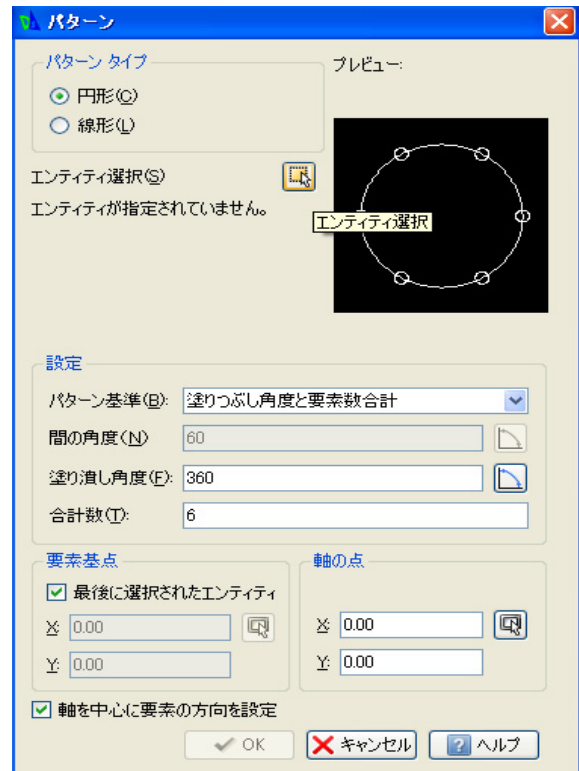 パターン
パターン タイプ
円形(C)
線形(L)
プレビュー:
エンティティ選択(S)
エンティティが指定されていません。
エンティティ選択
設定
パターン基準(B): 塗りつぶし角度と要素数合計
間の角度(N) 60
塗り潰し角度(F): 360
合計数(T): 6
要素基点
最後に選択されたエンティティ
X: 0.00
Y: 0.00
軸の点
X: 0.00
Y: 0.00
軸を中心に要素の方向を設定
OK キャンセル ヘルプ